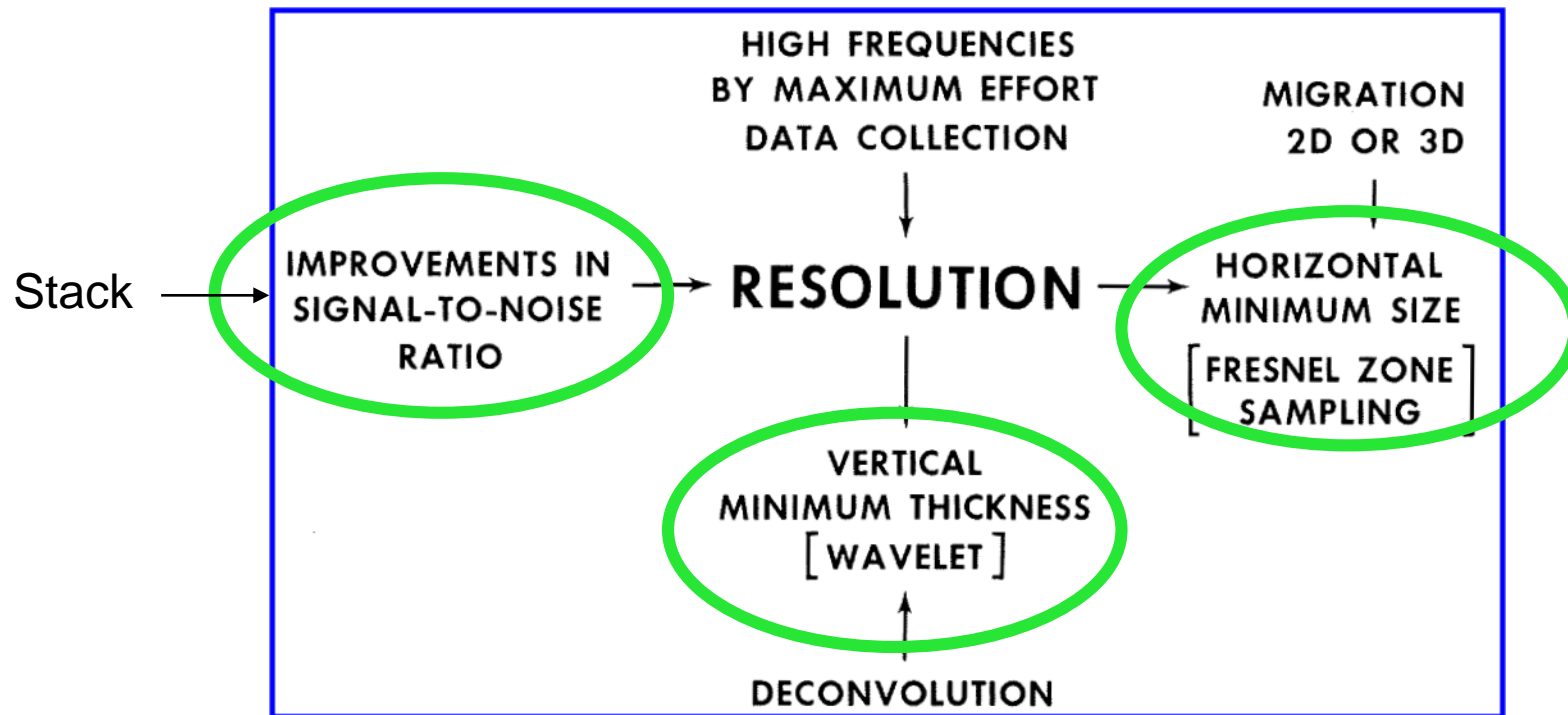 HIGH FREQUENCIES
BY MAXIMUM EFFORT
DATA COLLECTION
MIGRATION
2D OR 3D
Stack
IMPROVEMENTS IN
SIGNAL-TO-NOISE
RATIO
RESOLUTION
HORIZONTAL
MINIMUM SIZE
[FRESNEL ZONE
SAMPLING]
VERTICAL
MINIMUM THICKNESS
[WAVELET]
DECONVOLUTION